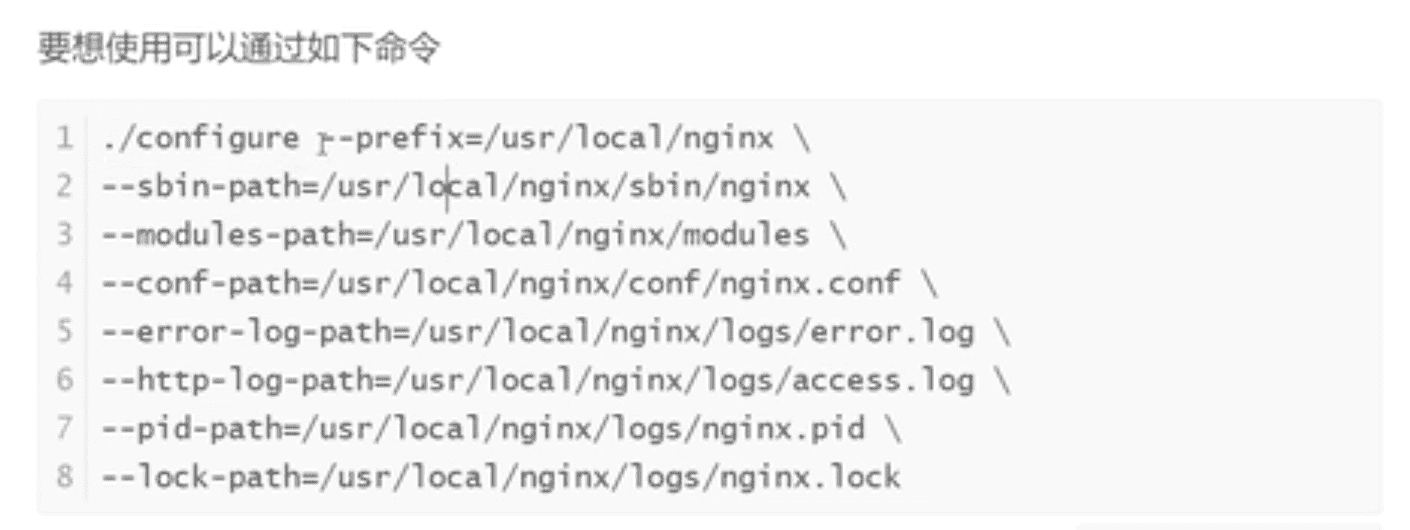 要想使用可以通过如下命令
1 ./configure --prefix=/usr/local/nginx \
2 --sbin-path=/usr/local/nginx/sbin/nginx \
3 --modules-path=/usr/local/nginx/modules \
4 --conf-path=/usr/local/nginx/conf/nginx.conf \
5 --error-log-path=/usr/local/nginx/logs/error.log \
6 --http-log-path=/usr/local/nginx/logs/access.log \
7 --pid-path=/usr/local/nginx/logs/nginx.pid \
8 --lock-path=/usr/local/nginx/logs/nginx.lock